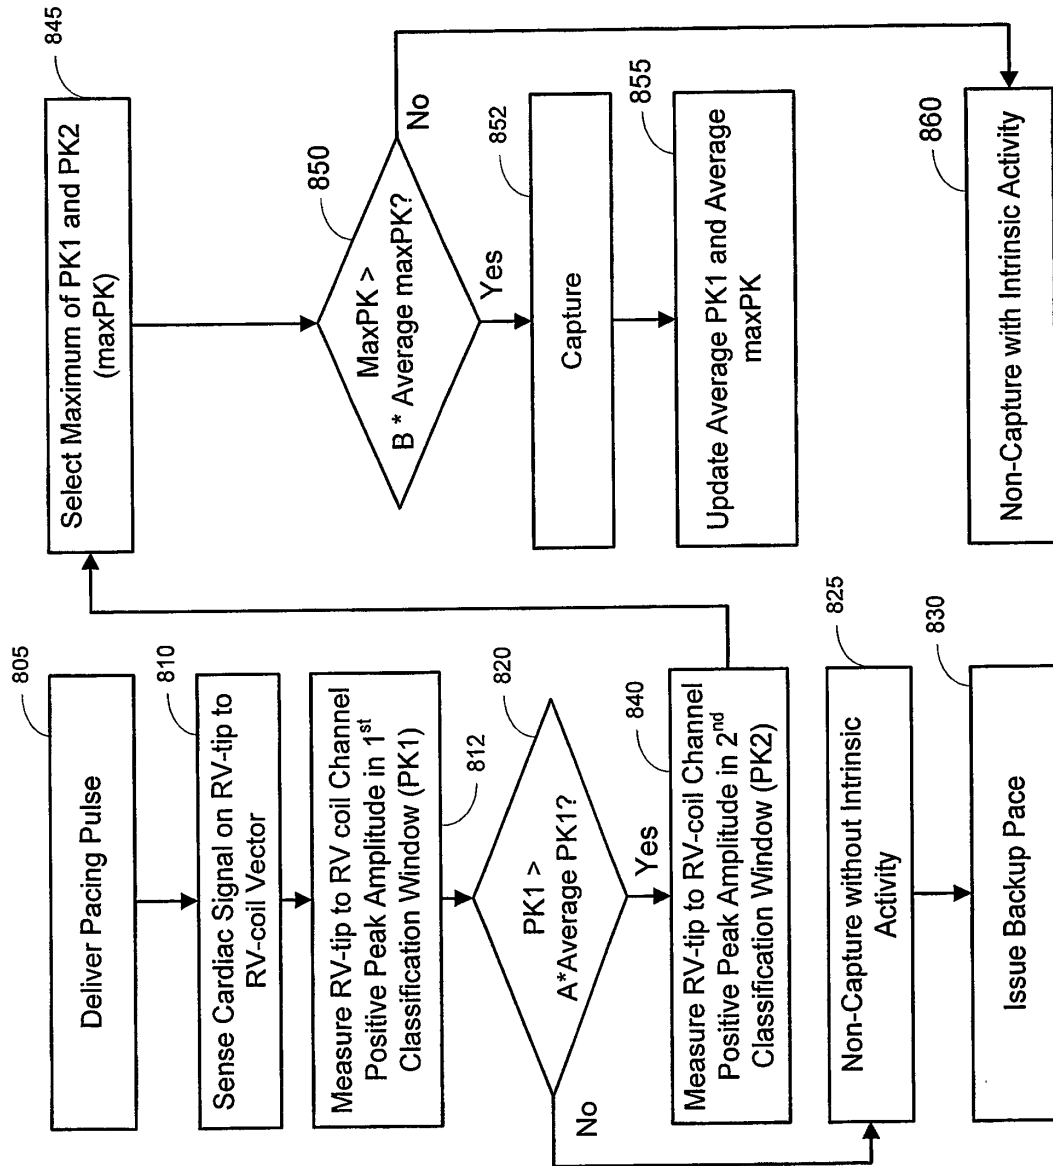 805
Deliver Pacing Pulse
810
Sense Cardiac Signal on RV-tip to
RV-coil Vector
Measure RV-tip to RV coil Channel
Positive Peak Amplitude in 1st
Classification Window (PK1)
812
820
PK1 >
A*Average PK1?
No
Yes
840
Measure RV-tip to RV-coil Channel
Positive Peak Amplitude in 2nd
Classification Window (PK2)
825
Non-Capture without Intrinsic
Activity
830
Issue Backup Pace
845
Select Maximum of PK1 and PK2
(maxPK)
850
MaxPK >
B * Average maxPK?
No
Yes
852
Capture
855
Update Average PK1 and Average
maxPK
860
Non-Capture with Intrinsic Activity